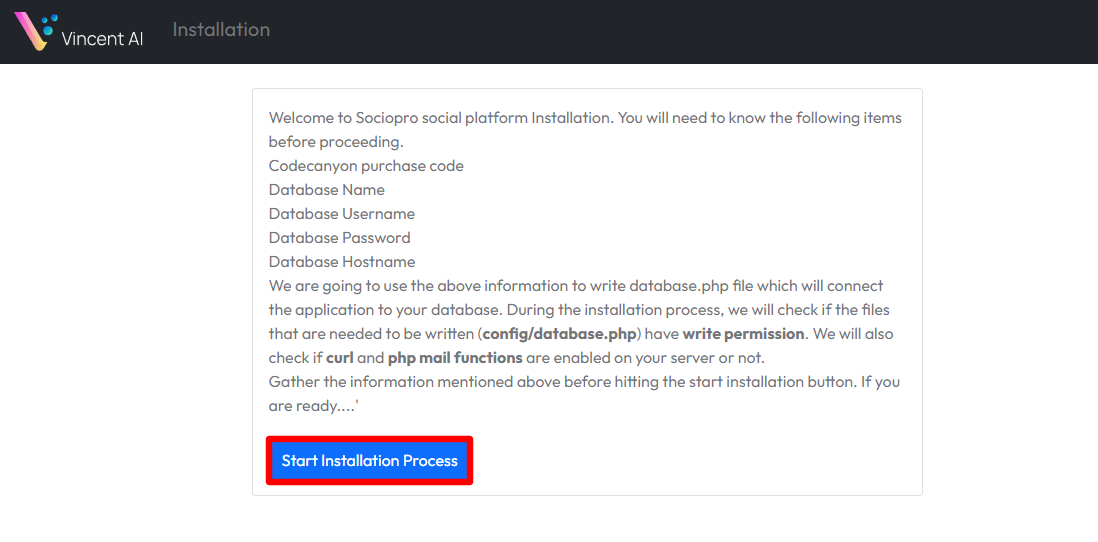 Vincent AI
Installation
Welcome to Sociopro social platform Installation. You will need to know the following items
before proceeding.
Codecanyon purchase code
Database Name
Database Username
Database Password
Database Hostname
We are going to use the above information to write database.php file which will connect
the application to your database. During the installation process, we will check if the files
that are needed to be written (config/database.php) have write permission. We will also
check if curl and php mail functions are enabled on your server or not.
Gather the information mentioned above before hitting the start installation button. If you
are ready....'
Start Installation Process